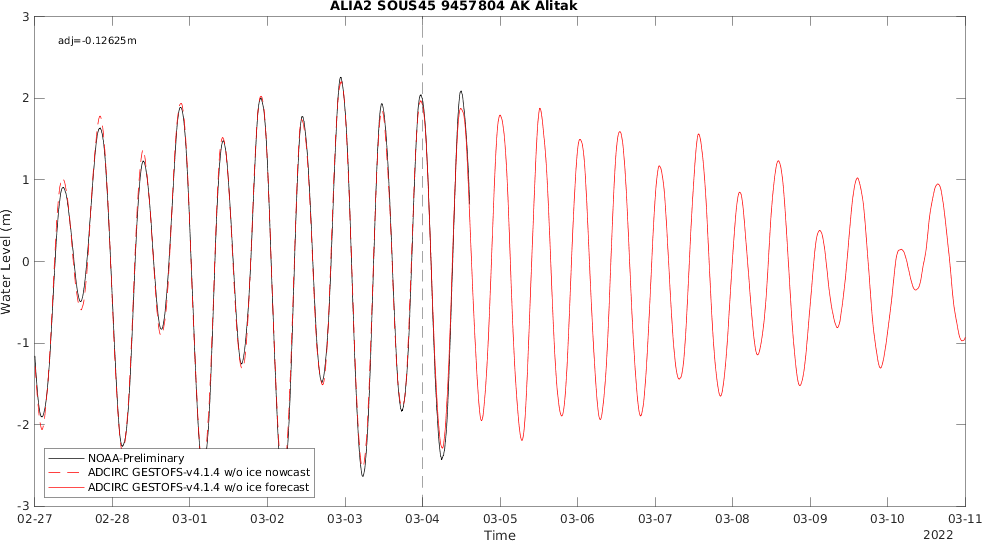 ALIA2 SOUS45 9457804 AK Alitak
adj=-0.12625m
3
2
1
0
-1
-2
-3
Water Level (m)
NOAA-Preliminary
ADCIRC GESTOFS-v4.1.4 w/o ice nowcast
ADCIRC GESTOFS-v4.1.4 w/o ice forecast
02-27 02-28 03-01 03-02 03-03 03-04 03-05 03-06 03-07 03-08 03-09 03-10 03-11
Time
2022